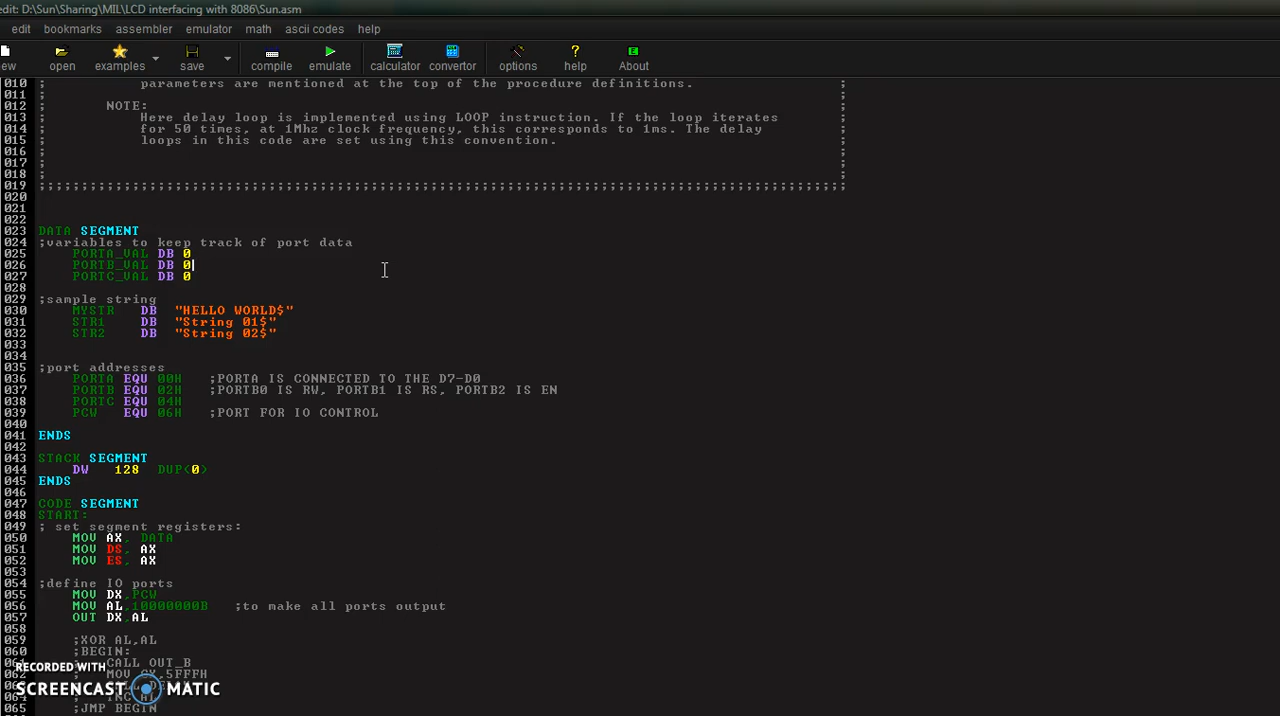 edit: D:\Sun\Sharing\MIL\LCD interfacing with 8086\Sun.asm
edit bookmarks assembler emulator math ascii codes help
ew open examples save compile emulate calculator convertor options help About
010 ; parameters are mentioned at the top of the procedure definitions. ;
011 ; ;
012 ; NOTE: ;
013 ; Here delay loop is implemented using LOOP instruction. If the loop iterates ;
014 ; for 50 times, at 1Mhz clock frequency, this corresponds to 1ms. The delay ;
015 ; loops in this code are set using this convention. ;
016 ; ;
017 ; ;
018 ; ;
019 ;;;;;;;;;;;;;;;;;;;;;;;;;;;;;;;;;;;;;;;;;;;;;;;;;;;;;;;;;;;;;;;;;;;;;;;;;;;;;;;;;;;;;;;;;;;;;;;
020
021
022
023 DATA SEGMENT
024 ;variables to keep track of port data
025 PORTA_VAL DB 0
026 PORTB_VAL DB 0
027 PORTC_VAL DB 0
028
029 ;sample string
030 MYSTR DB "HELLO WORLD$"
031 STR1 DB "String 01$"
032 STR2 DB "String 02$"
033
034
035 ;port addresses
036 PORTA EQU 00H ;PORTA IS CONNECTED TO THE D7-D0
037 PORTB EQU 02H ;PORTB0 IS RW, PORTB1 IS RS, PORTB2 IS EN
038 PORTC EQU 04H
039 PCW EQU 06H ;PORT FOR IO CONTROL
040
041 ENDS
042
043 STACK SEGMENT
044 DW 128 DUP(0)
045 ENDS
046
047 CODE SEGMENT
048 START:
049 ; set segment registers:
050 MOV AX, DATA
051 MOV DS, AX
052 MOV ES, AX
053
054 ;define IO ports
055 MOV DX,PCW
056 MOV AL,10000000B ;to make all ports output
057 OUT DX,AL
058
059 ;XOR AL,AL
060 ;BEGIN:
CALL OUT_B
MOV CX,5FFFH
INC AL
065 ;JMP BEGIN
RECORDED WITH
SCREENCAST MATIC